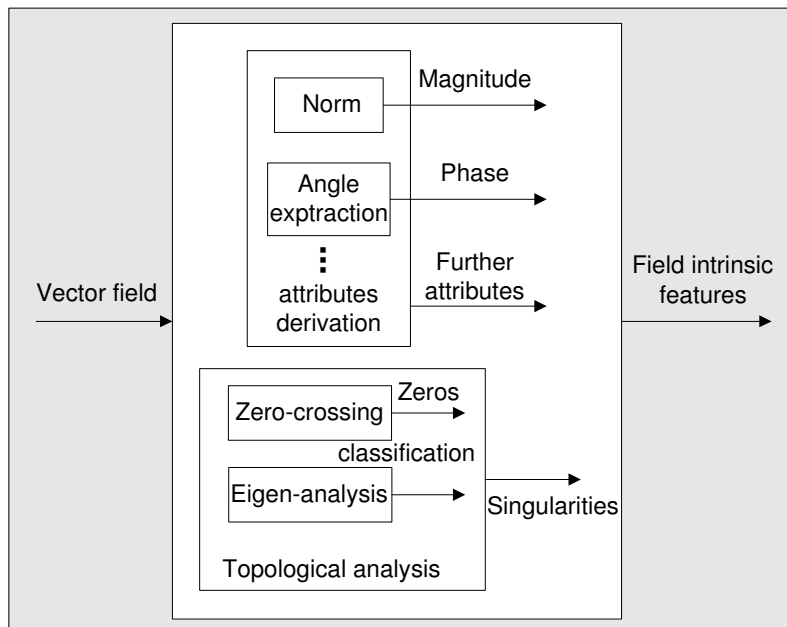 Magnitude
Norm
Angle
exptraction
Phase
Further
attributes
attributes
derivation
Vector field
Field intrinsic
features
Zeros
Zero-crossing
classification
Eigen-analysis
Singularities
Topological analysis